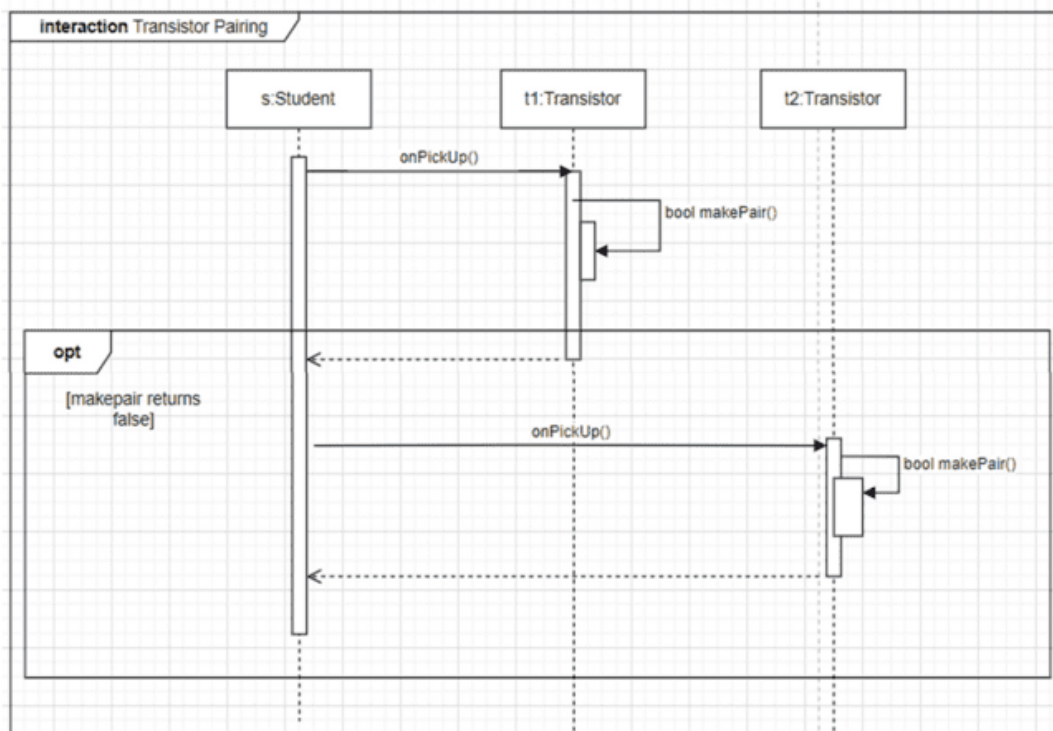 interaction Transistor Pairing
s:Student
t1:Transistor
t2:Transistor
onPickUp()
bool makePair()
opt
[makepair returns
false]
onPickUp()
bool makePair()